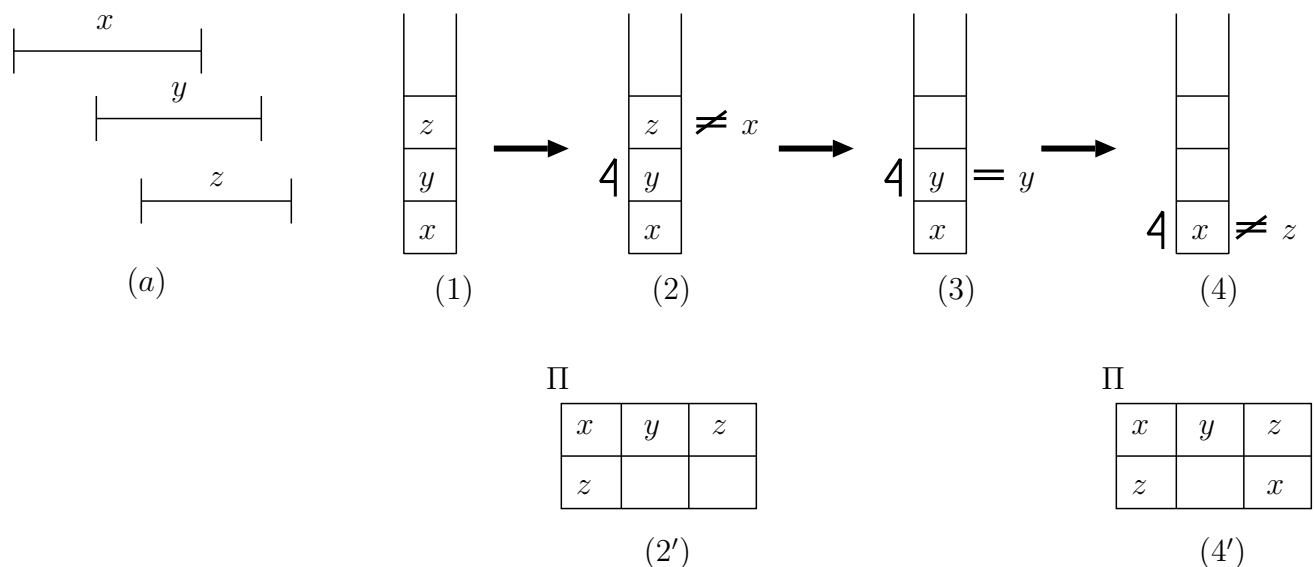 x
y
z
(a)
z
y
x
(1)
z ≠ x
y
x
(2)
y = y
x
(3)
x ≠ z
(4)
Π
x y z
z
(2′)
Π
x y z
z x
(4′)